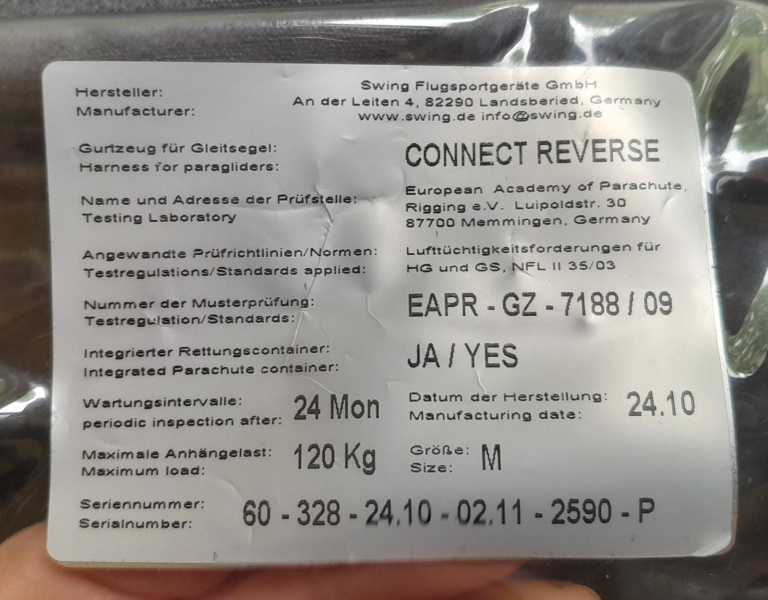 Hersteller:
Manufacturer:
Swing Flugsportgeräte GmbH
An der Leiten 4, 82290 Landsberied, Germany
www.swing.de info@swing.de
Gurtzeug für Gleitsegel:
Harness for paragliders:
CONNECT REVERSE
Name und Adresse der Prüfstelle:
Testing Laboratory
European Academy of Parachute,
Rigging e.V. Luipoldstr. 30
87700 Memmingen, Germany
Angewandte Prüfrichtlinien/Normen:
Testregulations/Standards applied:
Lufttüchtigkeitsforderungen für
HG und GS, NFL II 35/03
Nummer der Musterprüfung:
Testregulation/Standards:
EAPR - GZ - 7188 / 09
Integrierter Rettungscontainer:
Integrated Parachute container:
JA / YES
Wartungsintervalle:
periodic inspection after:
24 Mon
Datum der Herstellung:
Manufacturing date:
24.10
Maximale Anhängelast:
Maximum load:
120 Kg
Größe:
Size:
M
Seriennummer:
Serialnumber:
60 - 328 - 24.10 - 02.11 - 2590 - P